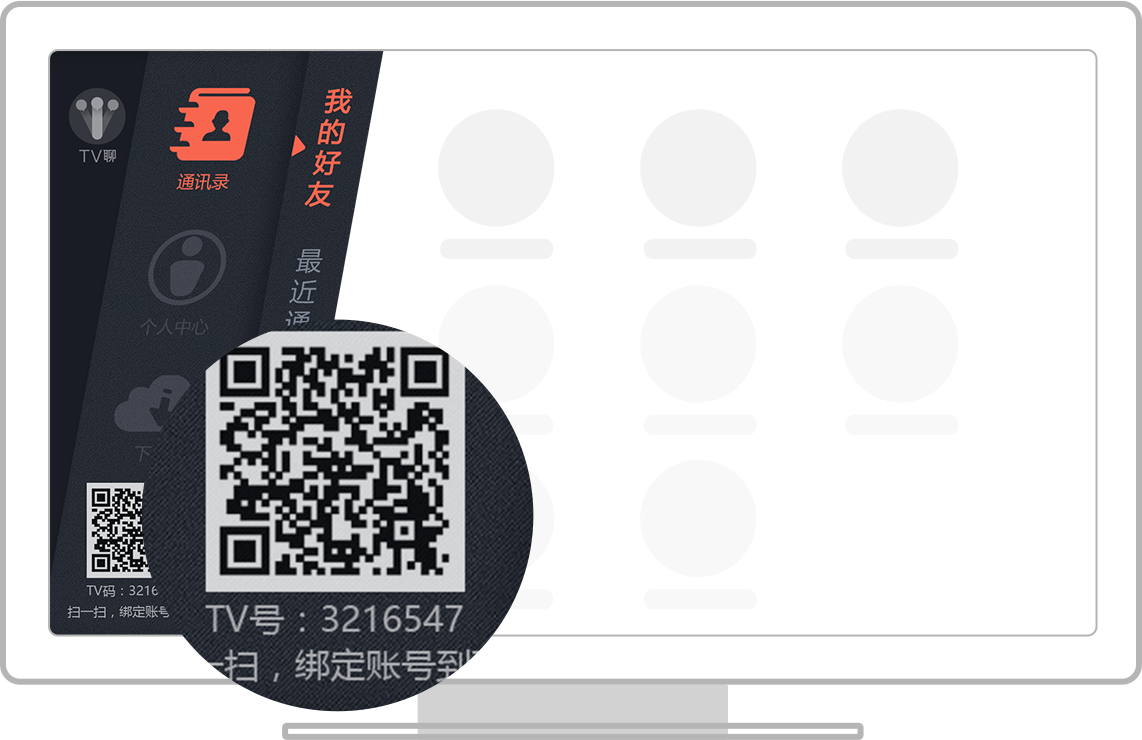 TV聊
通讯录
我的好友
最近通
个人中心
下
TV码：3216
扫一扫，绑定账号
TV号：3216547
一扫，绑定账号到